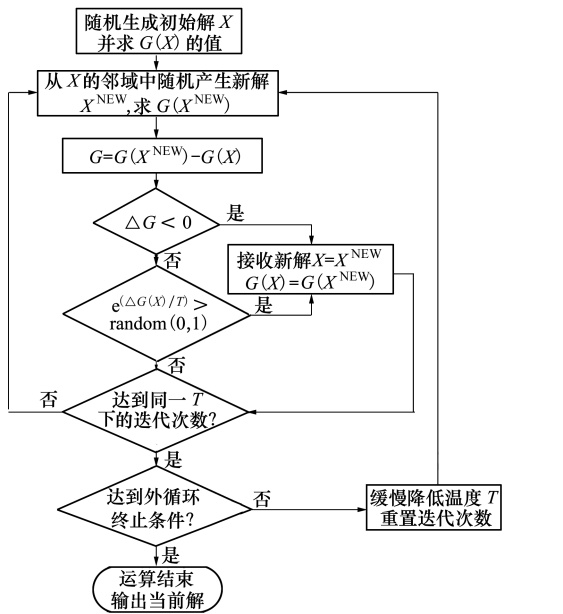 随机生成初始解 X
并求 G(X) 的值
从 X的邻域中随机产生新解
X^NEW,求 G(X^NEW)
G=G(X^NEW)-G(X)
△G<0
是
否
接收新解X=X^NEW
G(X)=G(X^NEW)
e^(△G(X)/T)>
random(0,1)
是
否
达到同一 T
下的迭代次数?
否
是
达到外循环
终止条件?
否
缓慢降低温度 T
重置迭代次数
是
运算结束
输出当前解